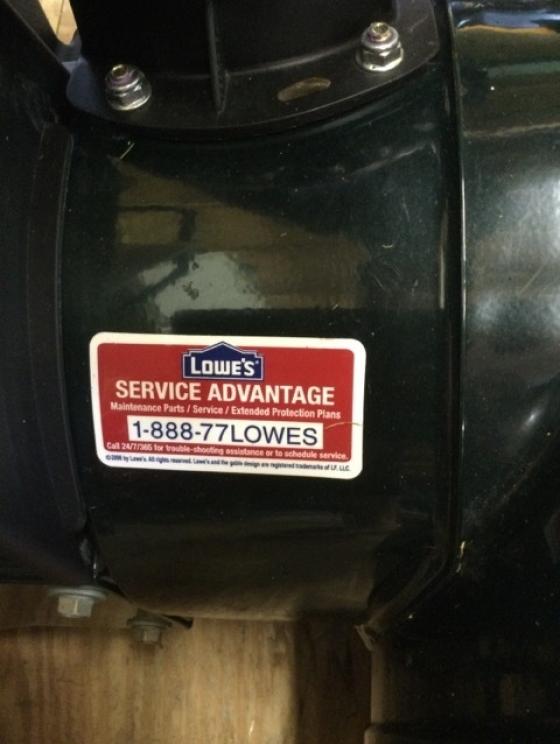 LOWE'S
SERVICE ADVANTAGE
Maintenance Parts / Service / Extended Protection Plans
1-888-77LOWES
Call 24/7/365 for trouble-shooting assistance or to schedule service.
by Lowe's. All rights reserved. Lowe's and the gable design are registered trademarks of LF, LLC.